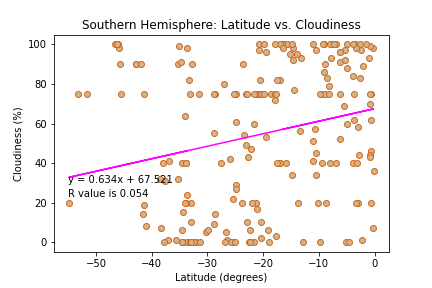 Southern Hemisphere: Latitude vs. Cloudiness
100
80
60
40
20
0
Cloudiness (%)
y = 0.634x + 67.521
R value is 0.054
−50
−40
−30
−20
−10
0
Latitude (degrees)